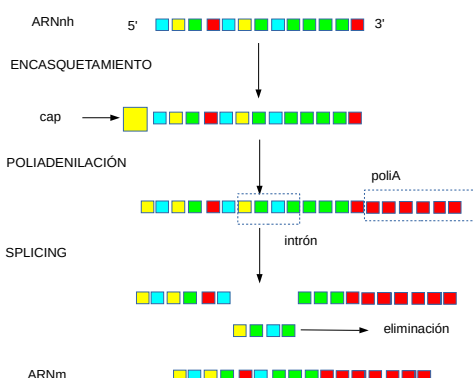 ARNnh
5' 3'
ENCASQUETAMIENTO
cap
POLIADENILACIÓN
poliA
intrón
SPLICING
eliminación
ARNm